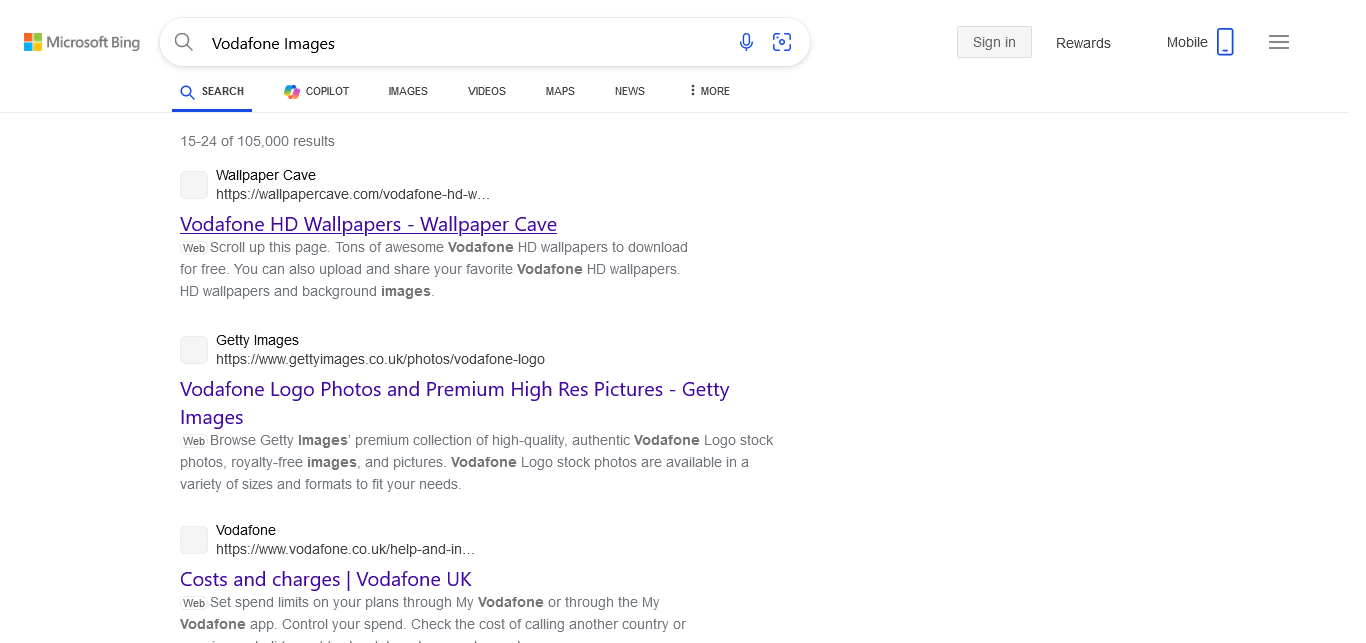 Microsoft Bing
Vodafone Images
Sign in
Rewards
Mobile
SEARCH
COPILOT
IMAGES
VIDEOS
MAPS
NEWS
MORE
15-24 of 105,000 results
Wallpaper Cave
https://wallpapercave.com/vodafone-hd-w…
Vodafone HD Wallpapers - Wallpaper Cave
Web Scroll up this page. Tons of awesome Vodafone HD wallpapers to download
for free. You can also upload and share your favorite Vodafone HD wallpapers.
HD wallpapers and background images.
Getty Images
https://www.gettyimages.co.uk/photos/vodafone-logo
Vodafone Logo Photos and Premium High Res Pictures - Getty
Images
Web Browse Getty Images' premium collection of high-quality, authentic Vodafone Logo stock
photos, royalty-free images, and pictures. Vodafone Logo stock photos are available in a
variety of sizes and formats to fit your needs.
Vodafone
https://www.vodafone.co.uk/help-and-in…
Costs and charges | Vodafone UK
Web Set spend limits on your plans through My Vodafone or through the My
Vodafone app. Control your spend. Check the cost of calling another country or